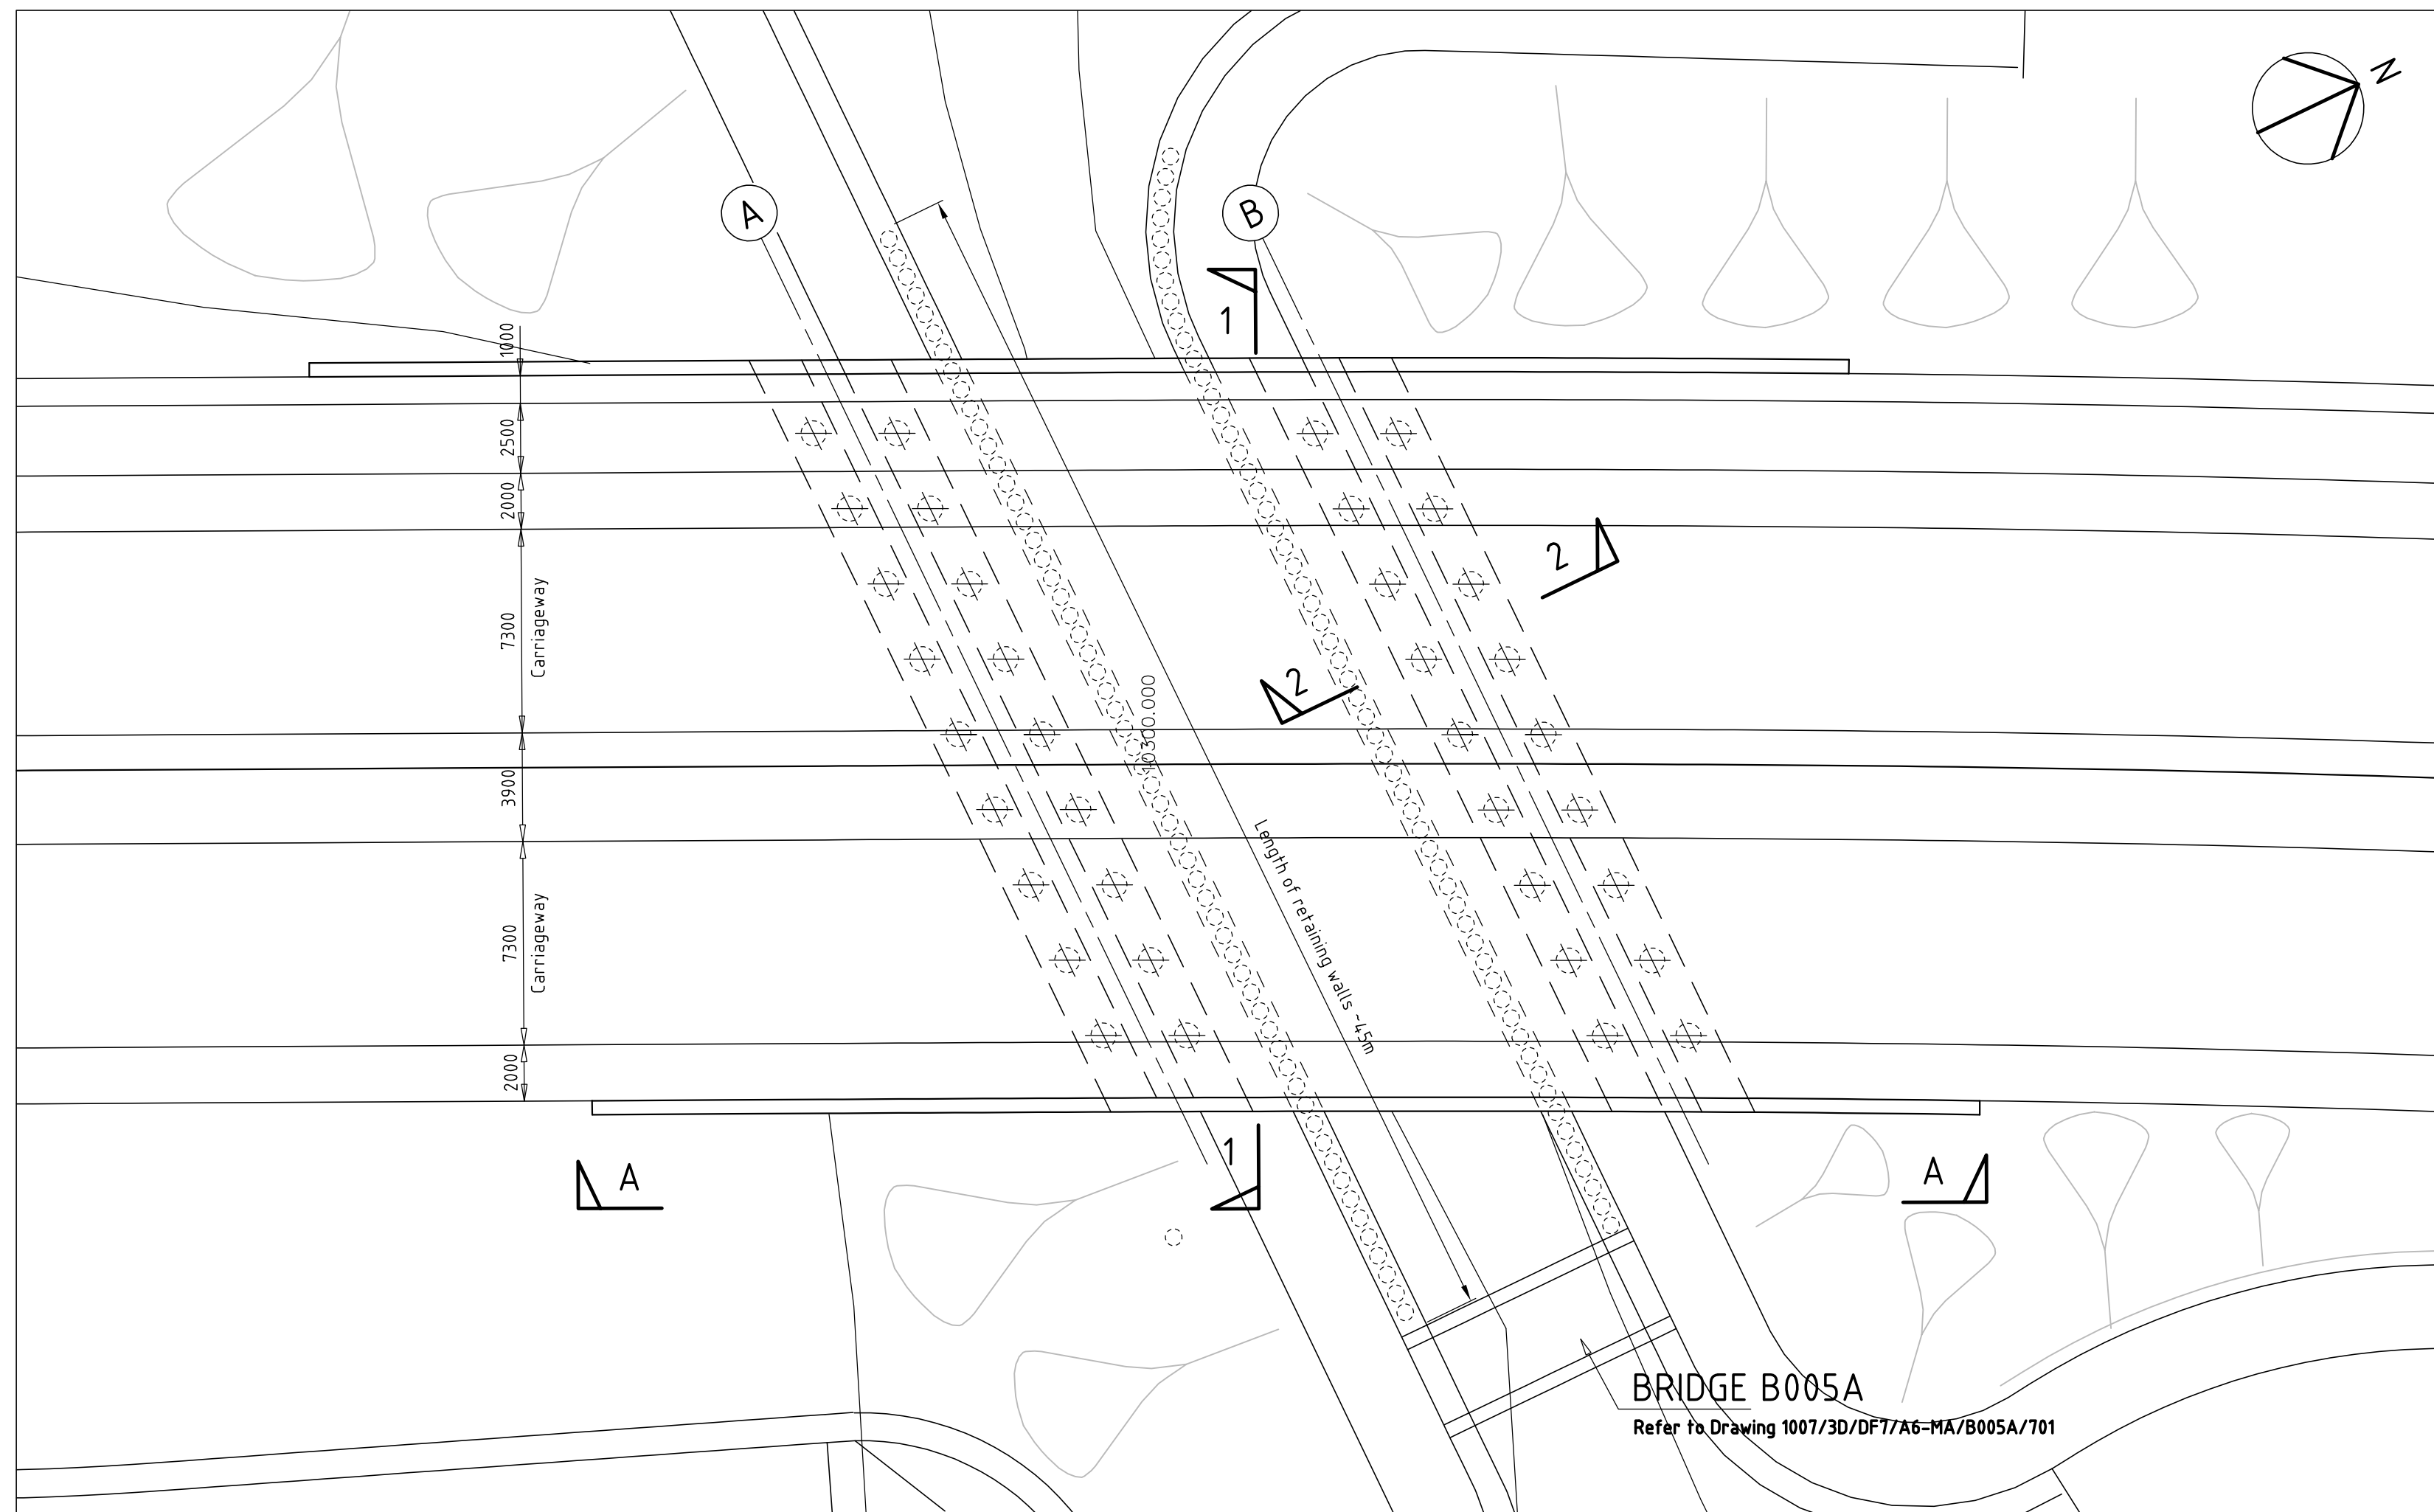 N
A
B
1
1000
2500
2000
2
7300
Carriageway
2
10300.000
3900
Length of retaining walls ~45m
7300
Carriageway
2000
1
A
A
BRIDGE B005A
Refer to Drawing 1007/3D/DF7/A6-MA/B005A/701